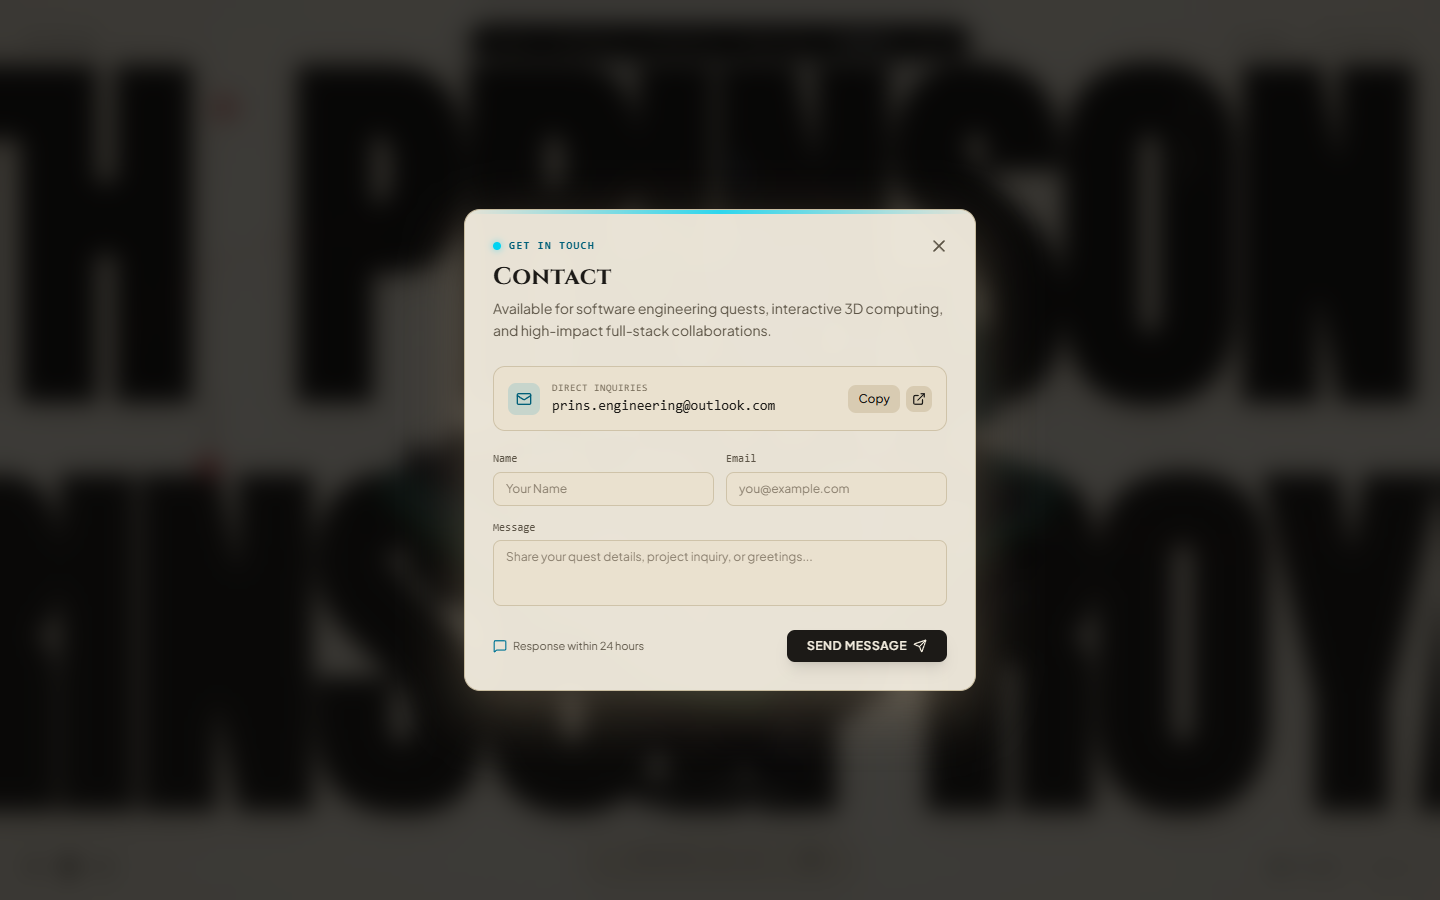 GET IN TOUCH
Contact
Available for software engineering quests, interactive 3D computing,
and high-impact full-stack collaborations.
DIRECT INQUIRIES
prins.engineering@outlook.com
Copy
Name
Email
Your Name
you@example.com
Message
Share your quest details, project inquiry, or greetings...
Response within 24 hours
SEND MESSAGE